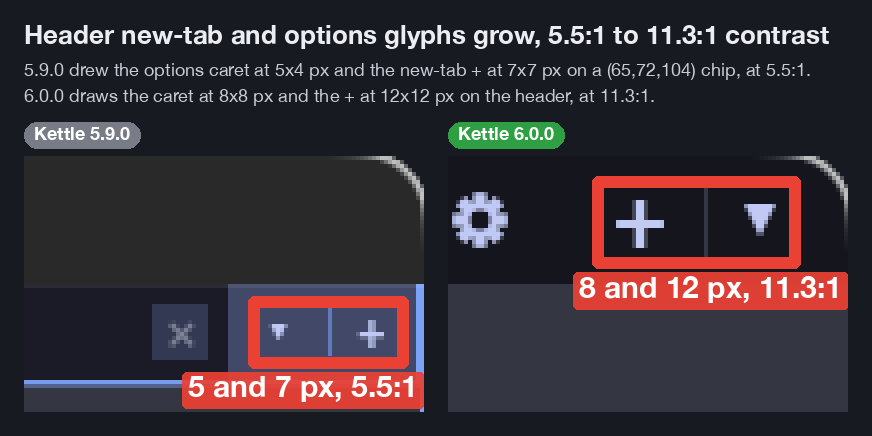 Header new-tab and options glyphs grow, 5.5:1 to 11.3:1 contrast
5.9.0 drew the options caret at 5x4 px and the new-tab + at 7x7 px on a (65,72,104) chip, at 5.5:1.
6.0.0 draws the caret at 8x8 px and the + at 12x12 px on the header, at 11.3:1.
Kettle 5.9.0
Kettle 6.0.0
8 and 12 px, 11.3:1
5 and 7 px, 5.5:1